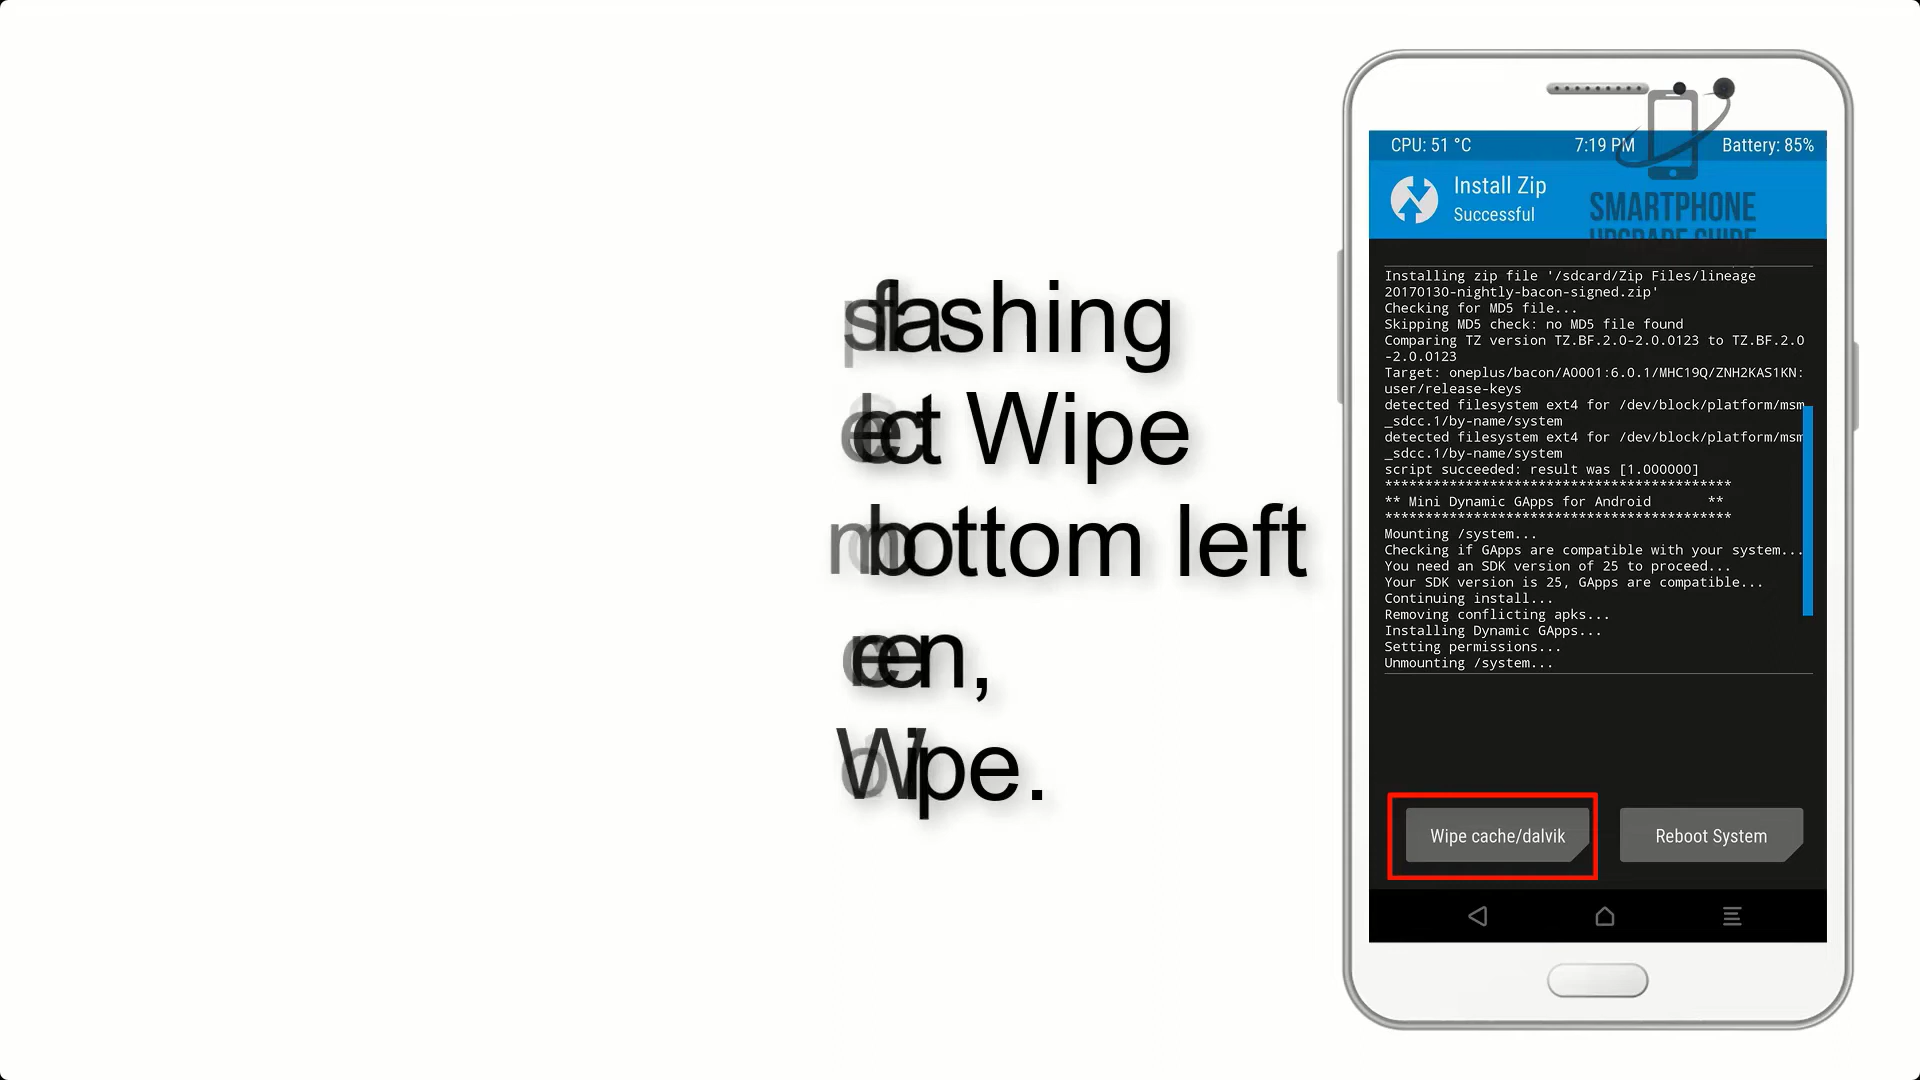 flashing
Wipe
bottom left
Wipe.
CPU: 51 °C 7:19 PM Battery: 85%
Install Zip
Successful
SMARTPHONE
UPGRADE GUIDE
Installing zip file '/sdcard/Zip Files/lineage
20170130-nightly-bacon-signed.zip'
Checking for MD5 file...
Skipping MD5 check: no MD5 file found
Comparing TZ version TZ.BF.2.0-2.0.0123 to TZ.BF.2.0
-2.0.0123
Target: oneplus/bacon/A0001:6.0.1/MHC19Q/ZNH2KAS1KN:
user/release-keys
detected filesystem ext4 for /dev/block/platform/msm
_sdcc.1/by-name/system
detected filesystem ext4 for /dev/block/platform/msm
_sdcc.1/by-name/system
script succeeded: result was [1.000000]
*******************************************
** Mini Dynamic GApps for Android **
*******************************************
Mounting /system...
Checking if GApps are compatible with your system...
You need an SDK version of 25 to proceed...
Your SDK version is 25, GApps are compatible...
Continuing install...
Removing conflicting apks...
Installing Dynamic GApps...
Setting permissions...
Unmounting /system...
Wipe cache/dalvik
Reboot System